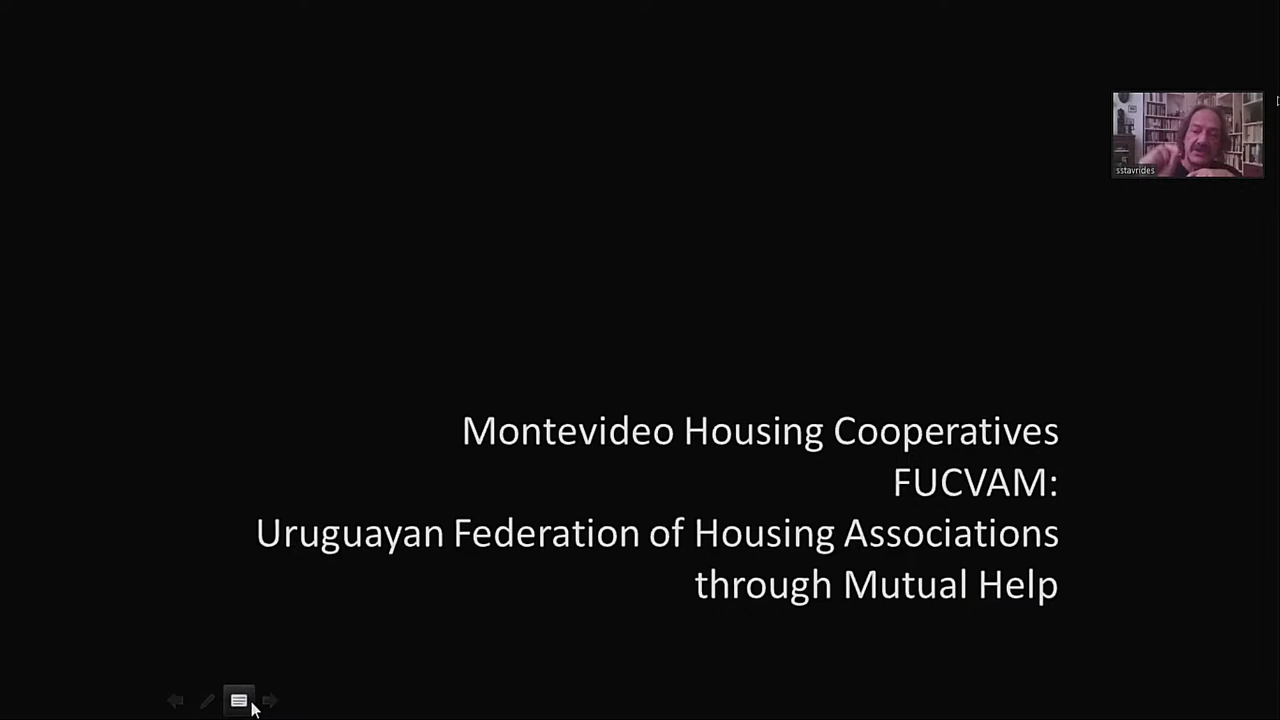 sstavrides
Montevideo Housing Cooperatives
FUCVAM:
Uruguayan Federation of Housing Associations
through Mutual Help